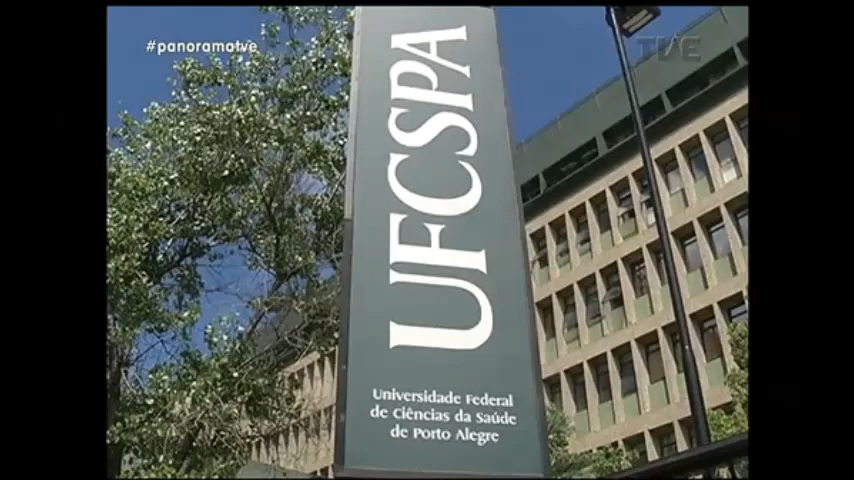 #panoramatve
TVE
UFCSPA
Universidade Federal
de Ciências da Saúde
de Porto Alegre